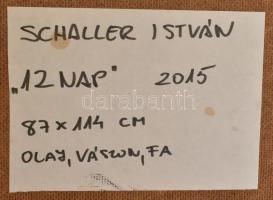 SCHALLER ISTVÁN
„12 NAP" 2015
darabanth
87 x 114 CM
OLAJ, VÁSZON, FA